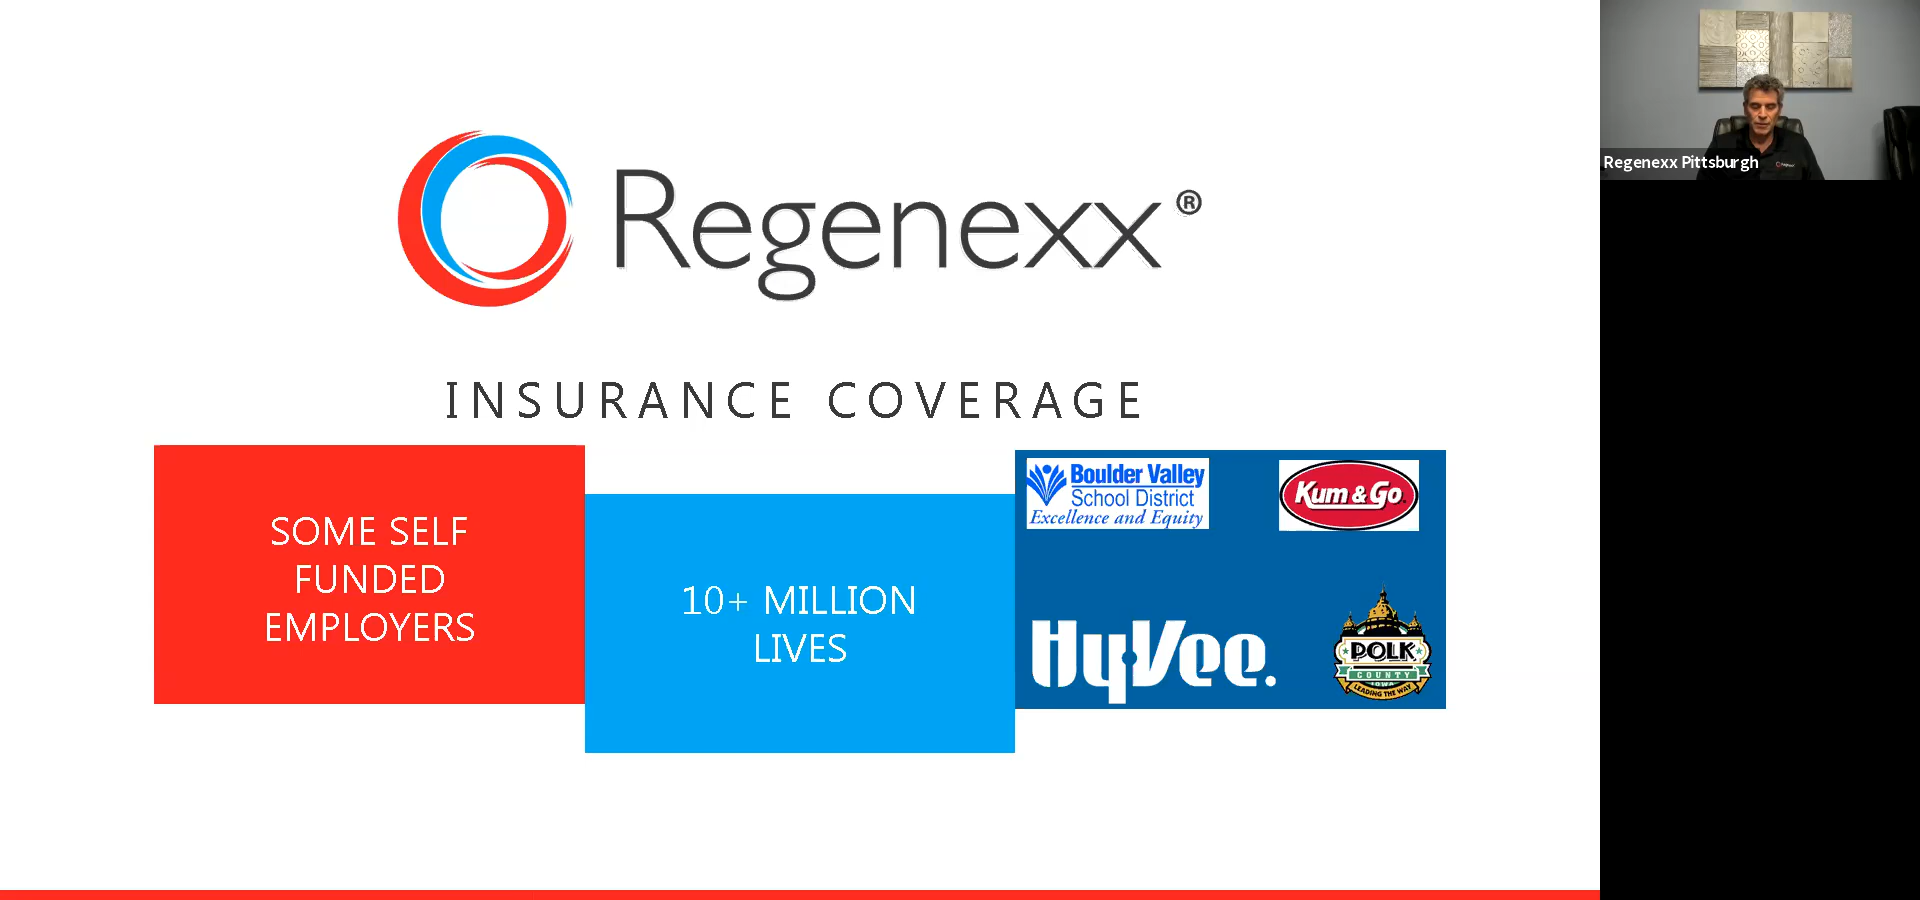 Regenexx®
INSURANCE COVERAGE
SOME SELF
FUNDED
EMPLOYERS
10+ MILLION
LIVES
Boulder Valley
School District
Excellence and Equity
Kum & Go
HyVee.
POLK
COUNTY
IOWA
LEADING THE WAY
Regenexx Pittsburgh